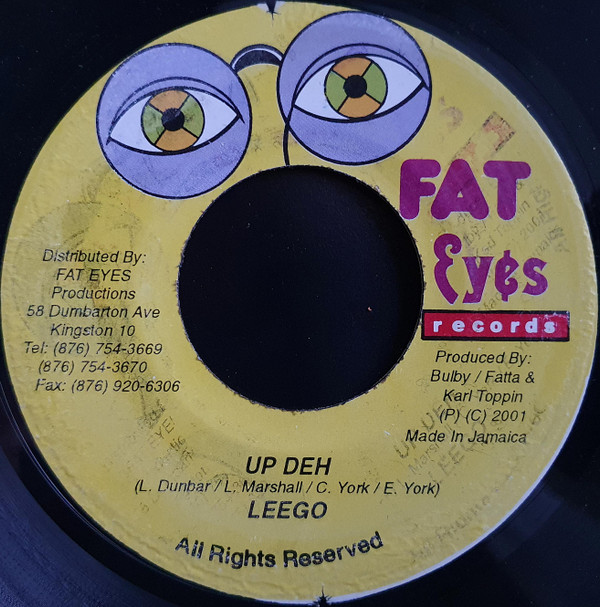 FAT
Eye¢s
records
Distributed By:
FAT EYES
Productions
58 Dumbarton Ave
Kingston 10
Tel: (876) 754-3669
(876) 754-3670
Fax: (876) 920-6306
Produced By:
Bulby / Fatta &
Karl Toppin
(P) (C) 2001
Made In Jamaica
UP DEH
(L. Dunbar / L. Marshall / C. York / E. York)
LEEGO
All Rights Reserved